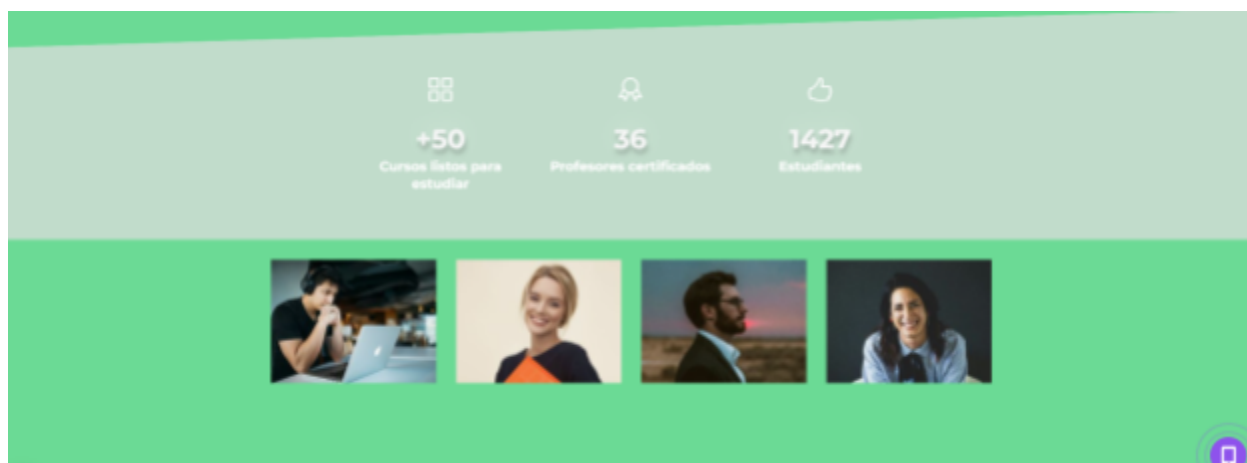 +50
36
1427
Cursos listos para
estudiar
Profesores certificados
Estudiantes